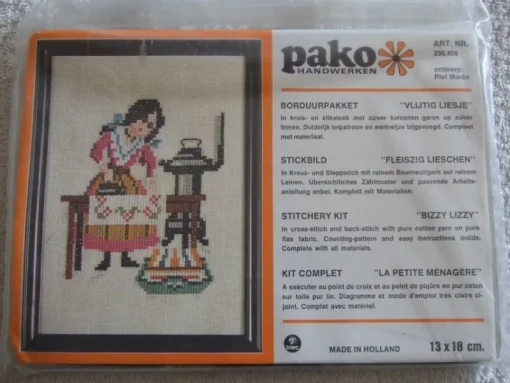 pako
HANDWERKEN
ART. NR.
236.458
ontwerp:
Piet Marée
BORDUURPAKKET "VLIJTIG LIESJE"
In kruis- en stiksteek met zuiver katoenen garen op zuiver
linnen. Duidelijk telpatroon en werkwijze bijgevoegd. Compleet
met materiaal.
STICKBILD "FLEISZIG LIESCHEN"
In Kreuz- und Steppstich mit reinem Baumwollgarn auf reinem
Leinen. Übersichtliches Zählmuster und passende Arbeits-
anleitung anbei. Komplett mit Materialien.
STITCHERY KIT "BIZZY LIZZY"
In cross-stitch and back-stitch with pure cotton yarn on pure
flax fabric. Counting-pattern and easy instructions inside.
Complete with all materials.
KIT COMPLET "LA PETITE MÉNAGÈRE"
A exécuter au point de croix et au point de piqûre en pur coton
sur toile pur lin. Diagramme et mode d'emploi très claire ci-
joint. Complet avec matériel.
DMC
MADE IN HOLLAND 13 x 18 cm.